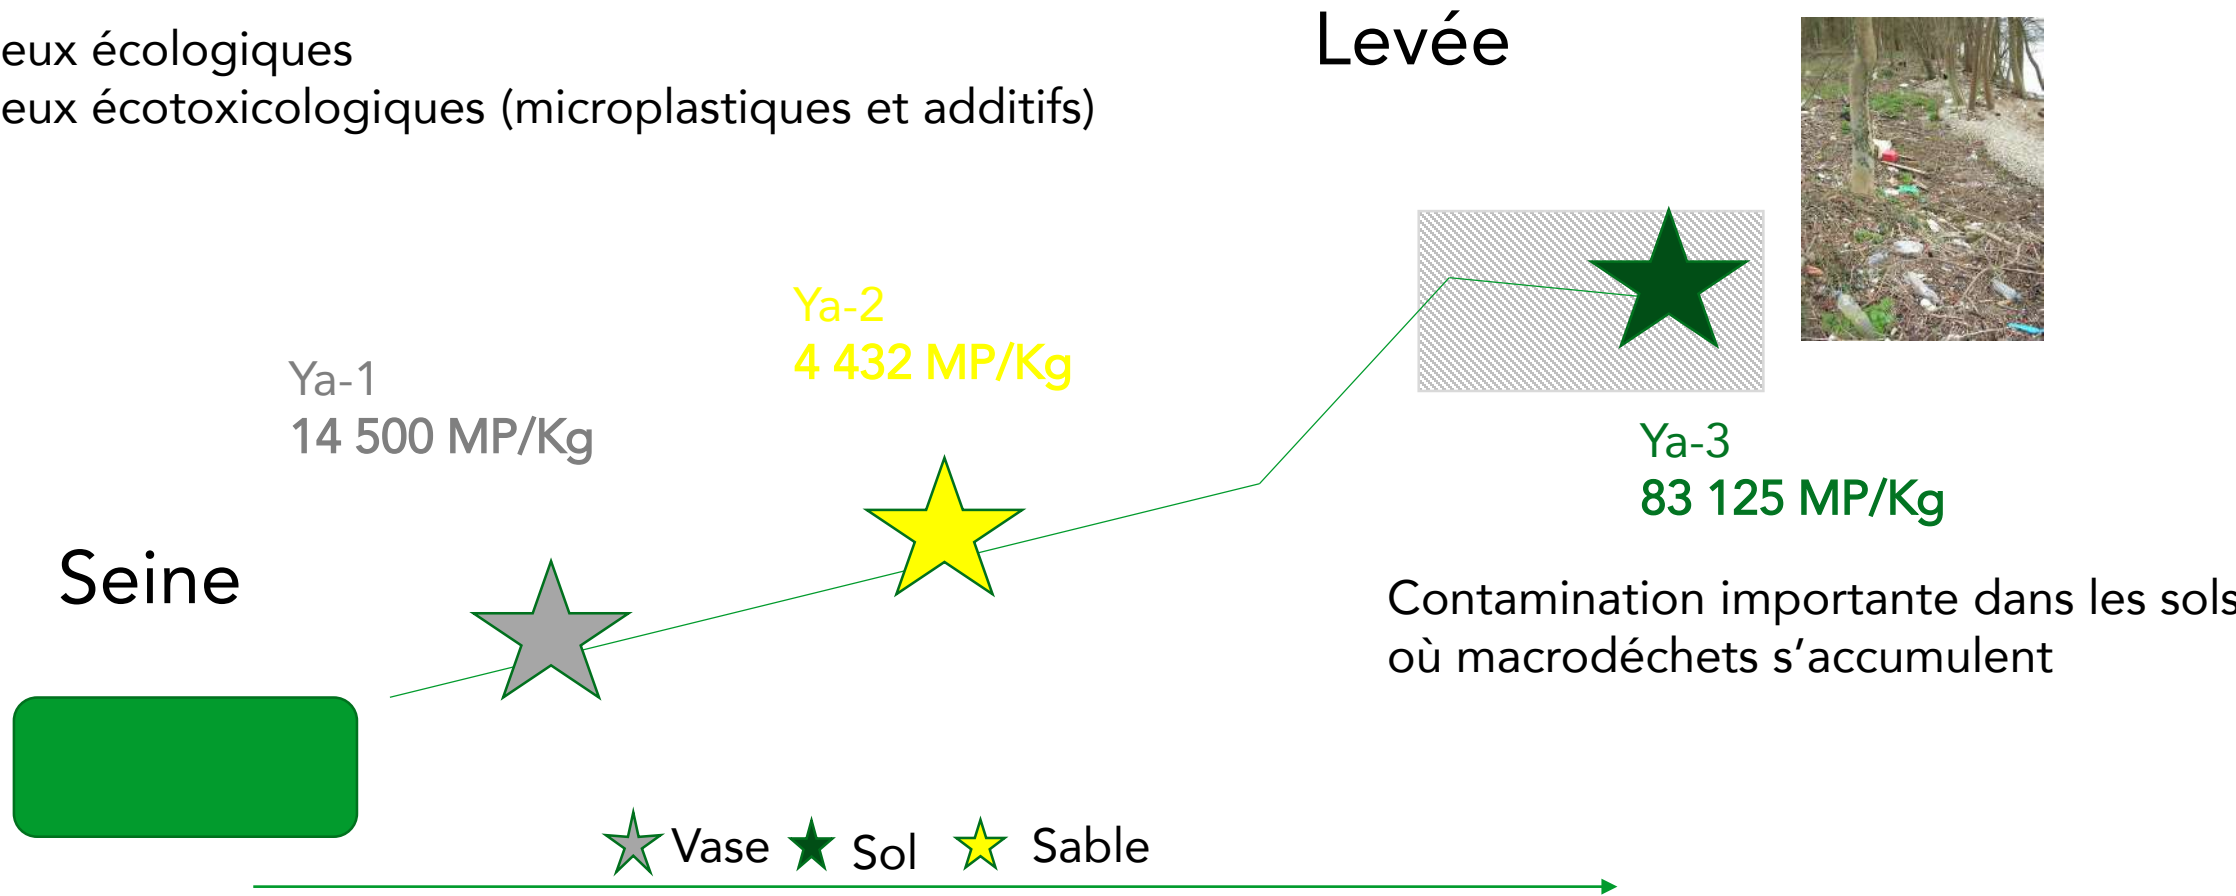 eux écologiques
eux écotoxicologiques (microplastiques et additifs)
Levée
Ya-2
4 432 MP/Kg
Ya-1
14 500 MP/Kg
Ya-3
83 125 MP/Kg
Seine
Contamination importante dans les sols
où macrodéchets s’accumulent
Vase Sol Sable